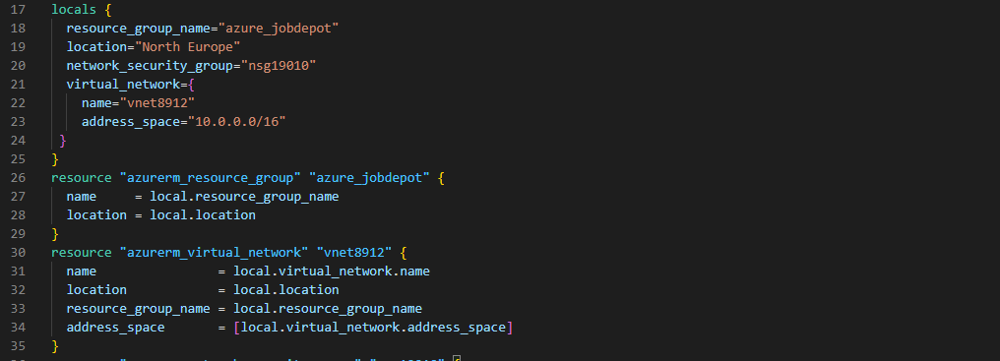 17 locals {
18   resource_group_name="azure_jobdepot"
19   location="North Europe"
20   network_security_group="nsg19010"
21   virtual_network={
22     name="vnet8912"
23     address_space="10.0.0.0/16"
24  }
25 }
26 resource "azurerm_resource_group" "azure_jobdepot" {
27   name     = local.resource_group_name
28   location = local.location
29 }
30 resource "azurerm_virtual_network" "vnet8912" {
31   name                = local.virtual_network.name
32   location            = local.location
33   resource_group_name = local.resource_group_name
34   address_space       = [local.virtual_network.address_space]
35 }